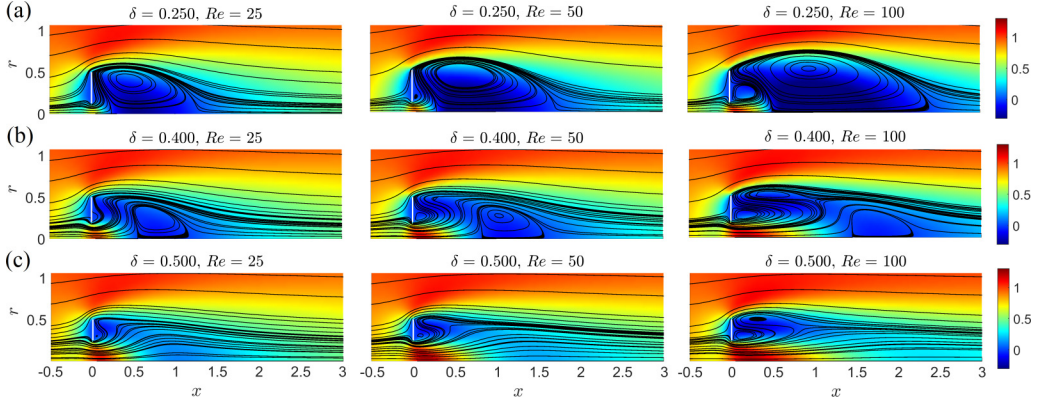 (a)
δ = 0.250, Re = 25
δ = 0.250, Re = 50
δ = 0.250, Re = 100
r
1
0.5
0
1
0.5
0
(b)
δ = 0.400, Re = 25
δ = 0.400, Re = 50
δ = 0.400, Re = 100
r
1
0.5
0
1
0.5
0
(c)
δ = 0.500, Re = 25
δ = 0.500, Re = 50
δ = 0.500, Re = 100
r
1
0.5
1
0.5
0
-0.5 0 0.5 1 1.5 2 2.5 3
-0.5 0 0.5 1 1.5 2 2.5 3
-0.5 0 0.5 1 1.5 2 2.5 3
x
x
x